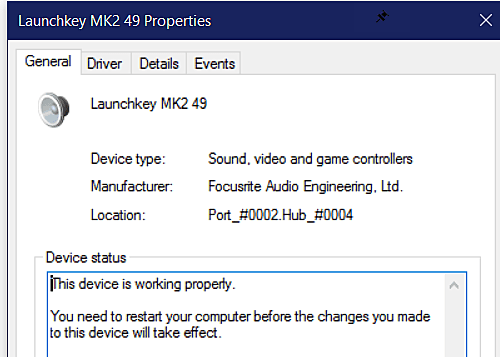 Launchkey MK2 49 Properties
General Driver Details Events
Launchkey MK2 49
Device type: Sound, video and game controllers
Manufacturer: Focusrite Audio Engineering, Ltd.
Location: Port_#0002.Hub_#0004
Device status
This device is working properly.
You need to restart your computer before the changes you made
to this device will take effect.